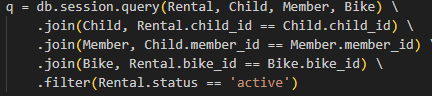 q = db.session.query(Rental, Child, Member, Bike) \
.join(Child, Rental.child_id == Child.child_id) \
.join(Member, Child.member_id == Member.member_id) \
.join(Bike, Rental.bike_id == Bike.bike_id) \
.filter(Rental.status == 'active')